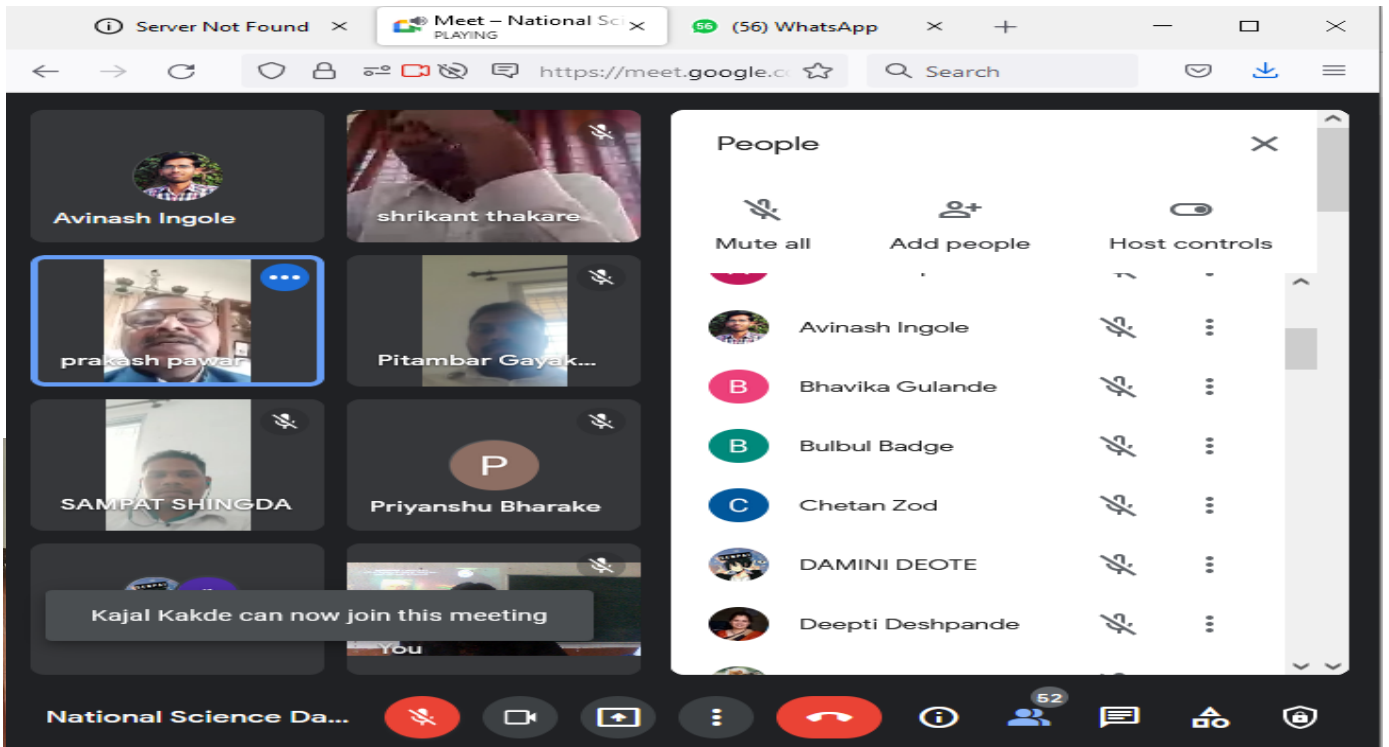 Server Not Found
Meet – National Sci
PLAYING
56 (56) WhatsApp
https://meet.google.c
Search
Avinash Ingole
shrikant thakare
prakash pawar
Pitambar Gayak...
SAMPAT SHINGDA
P
Priyanshu Bharake
Kajal Kakde can now join this meeting
You
People
Mute all
Add people
Host controls
Avinash Ingole
B Bhavika Gulande
B Bulbul Badge
C Chetan Zod
DAMINI DEOTE
Deepti Deshpande
National Science Da...
52